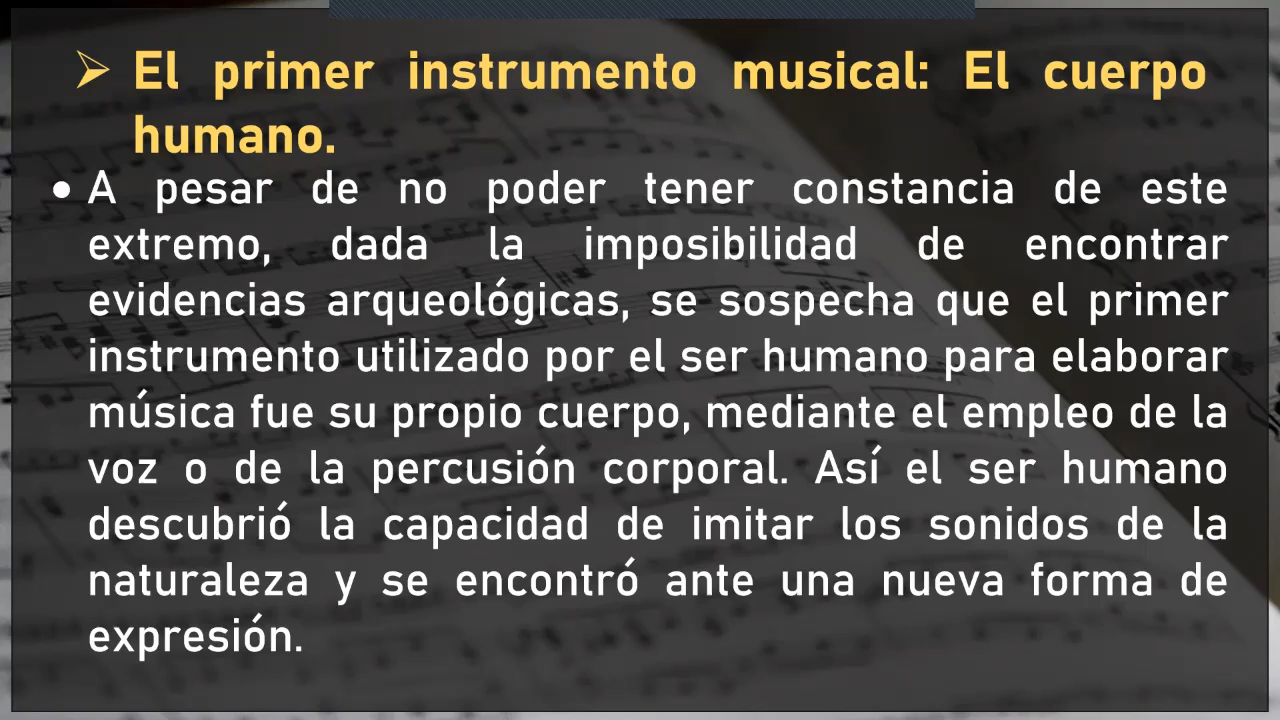 ➢ El primer instrumento musical: El cuerpo
humano.
• A pesar de no poder tener constancia de este
extremo, dada la imposibilidad de encontrar
evidencias arqueológicas, se sospecha que el primer
instrumento utilizado por el ser humano para elaborar
música fue su propio cuerpo, mediante el empleo de la
voz o de la percusión corporal. Así el ser humano
descubrió la capacidad de imitar los sonidos de la
naturaleza y se encontró ante una nueva forma de
expresión.